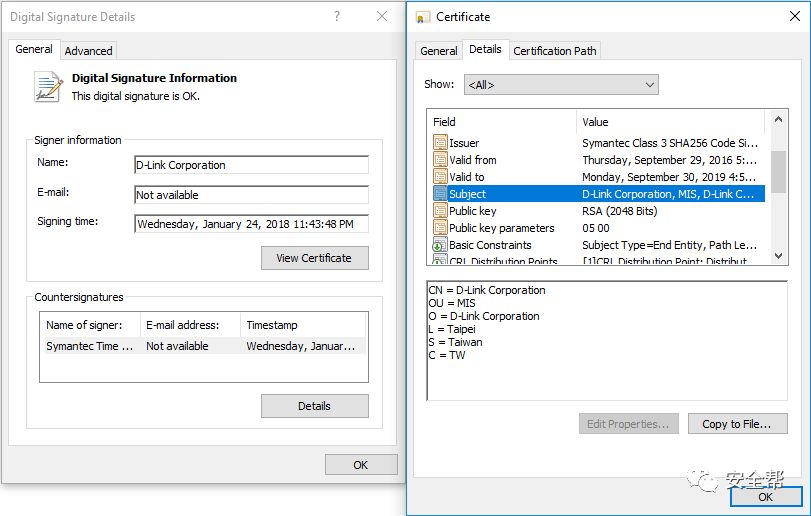 Digital Signature Details
General Advanced
Digital Signature Information
This digital signature is OK.
Signer information
Name: D-Link Corporation
E-mail: Not available
Signing time: Wednesday, January 24, 2018 11:43:48 PM
View Certificate
Countersignatures
Name of signer: E-mail address: Timestamp
Symantec Time ... Not available Wednesday, Januar...
Details
OK
Certificate
General Details Certification Path
Show: <All>
Field Value
Issuer Symantec Class 3 SHA256 Code Si...
Valid from Thursday, September 29, 2016 5:...
Valid to Monday, September 30, 2019 4:5...
Subject D-Link Corporation, MIS, D-Link C...
Public key RSA (2048 Bits)
Public key parameters 05 00
Basic Constraints Subject Type=End Entity, Path Le...
CRL Distribution Points [1]CRL Distribution Point: Distribut...
CN = D-Link Corporation
OU = MIS
O = D-Link Corporation
L = Taipei
S = Taiwan
C = TW
Edit Properties... Copy to File...
安全帮
OK